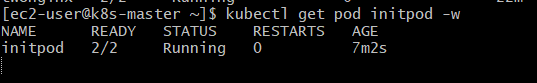 [ec2-user@k8s-master ~]$ kubectl get pod initpod -w
NAME READY STATUS RESTARTS AGE
initpod 2/2 Running 0 7m2s